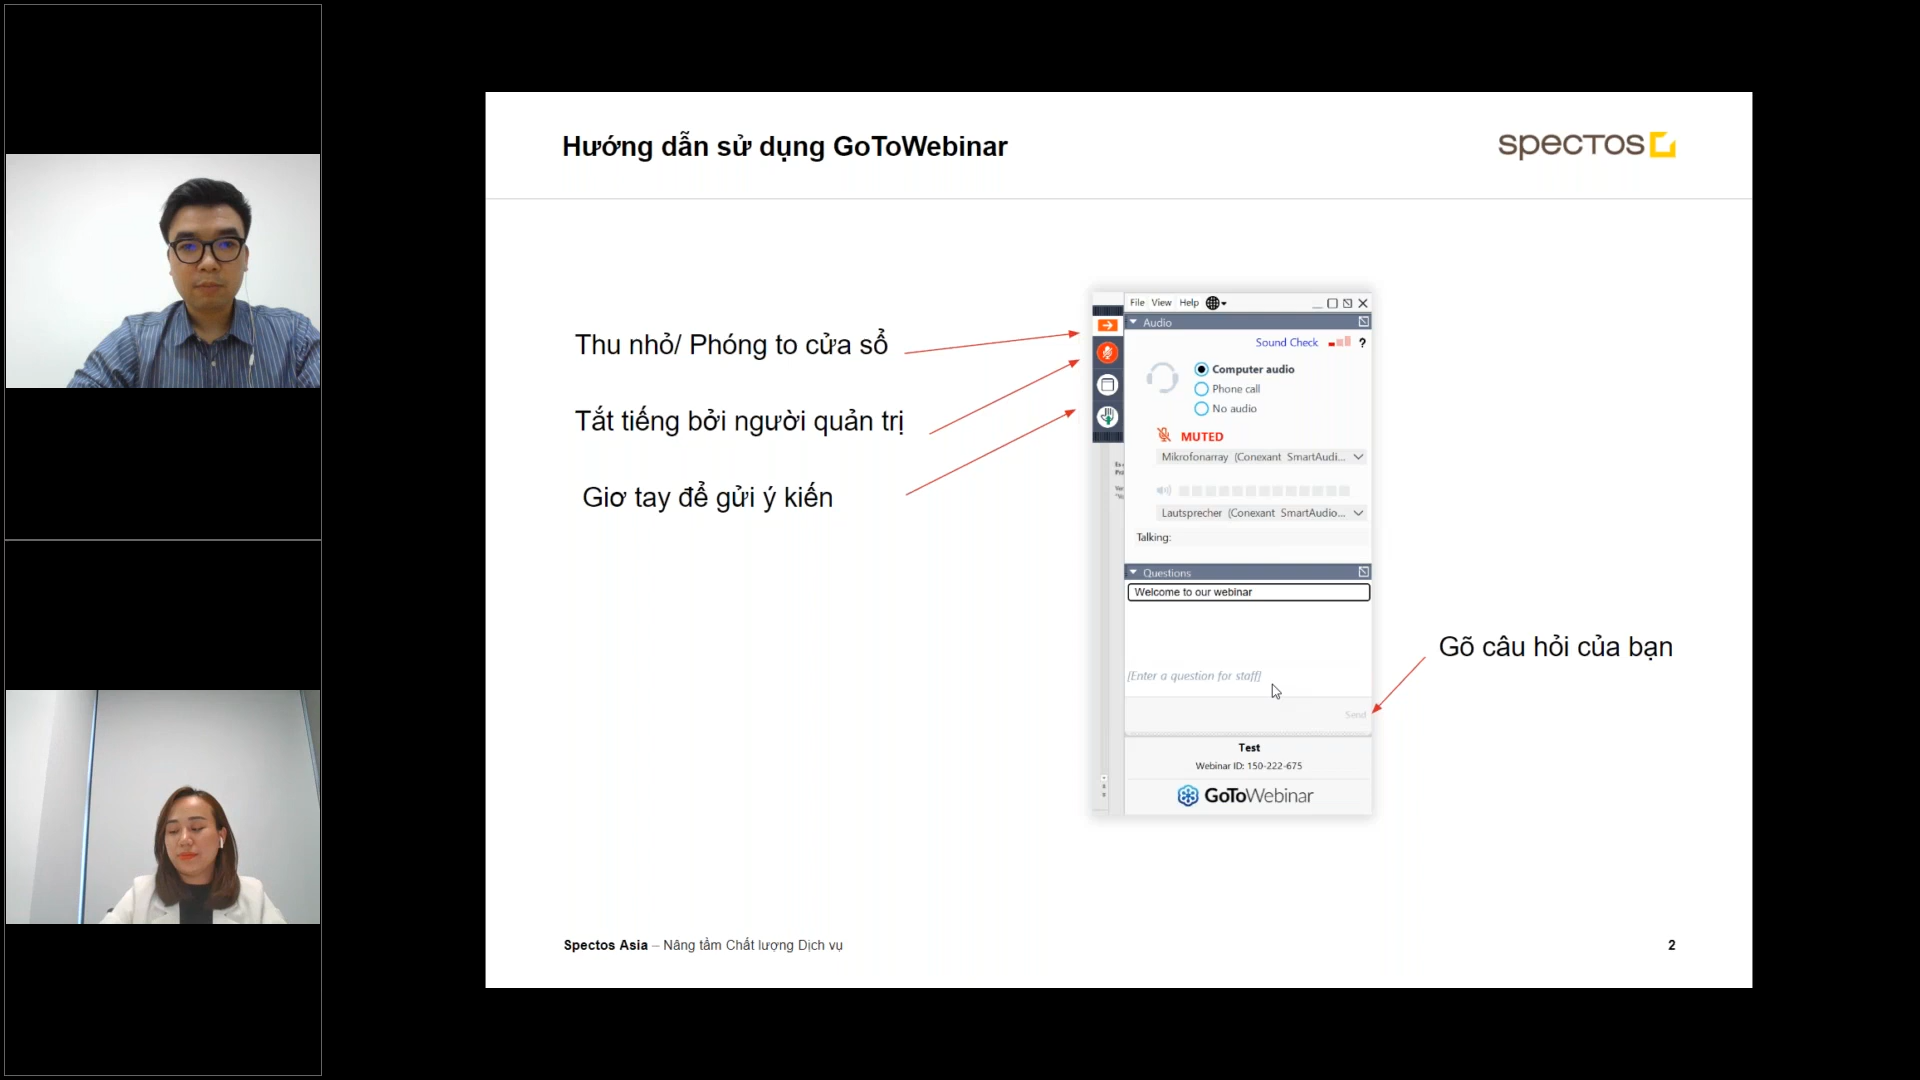 Hướng dẫn sử dụng GoToWebinar
spectos
Thu nhỏ/ Phóng to cửa sổ
Tắt tiếng bởi người quản trị
Giơ tay để gửi ý kiến
File View Help
Audio
Sound Check ?
Computer audio
Phone call
No audio
MUTED
Mikrofonarray (Conexant SmartAudi...
Lautsprecher (Conexant SmartAudio...
Talking:
Questions
Welcome to our webinar
[Enter a question for staff]
Send
Gõ câu hỏi của bạn
Test
Webinar ID: 150-222-675
GoToWebinar
Spectos Asia – Nâng tầm Chất lượng Dịch vụ
2